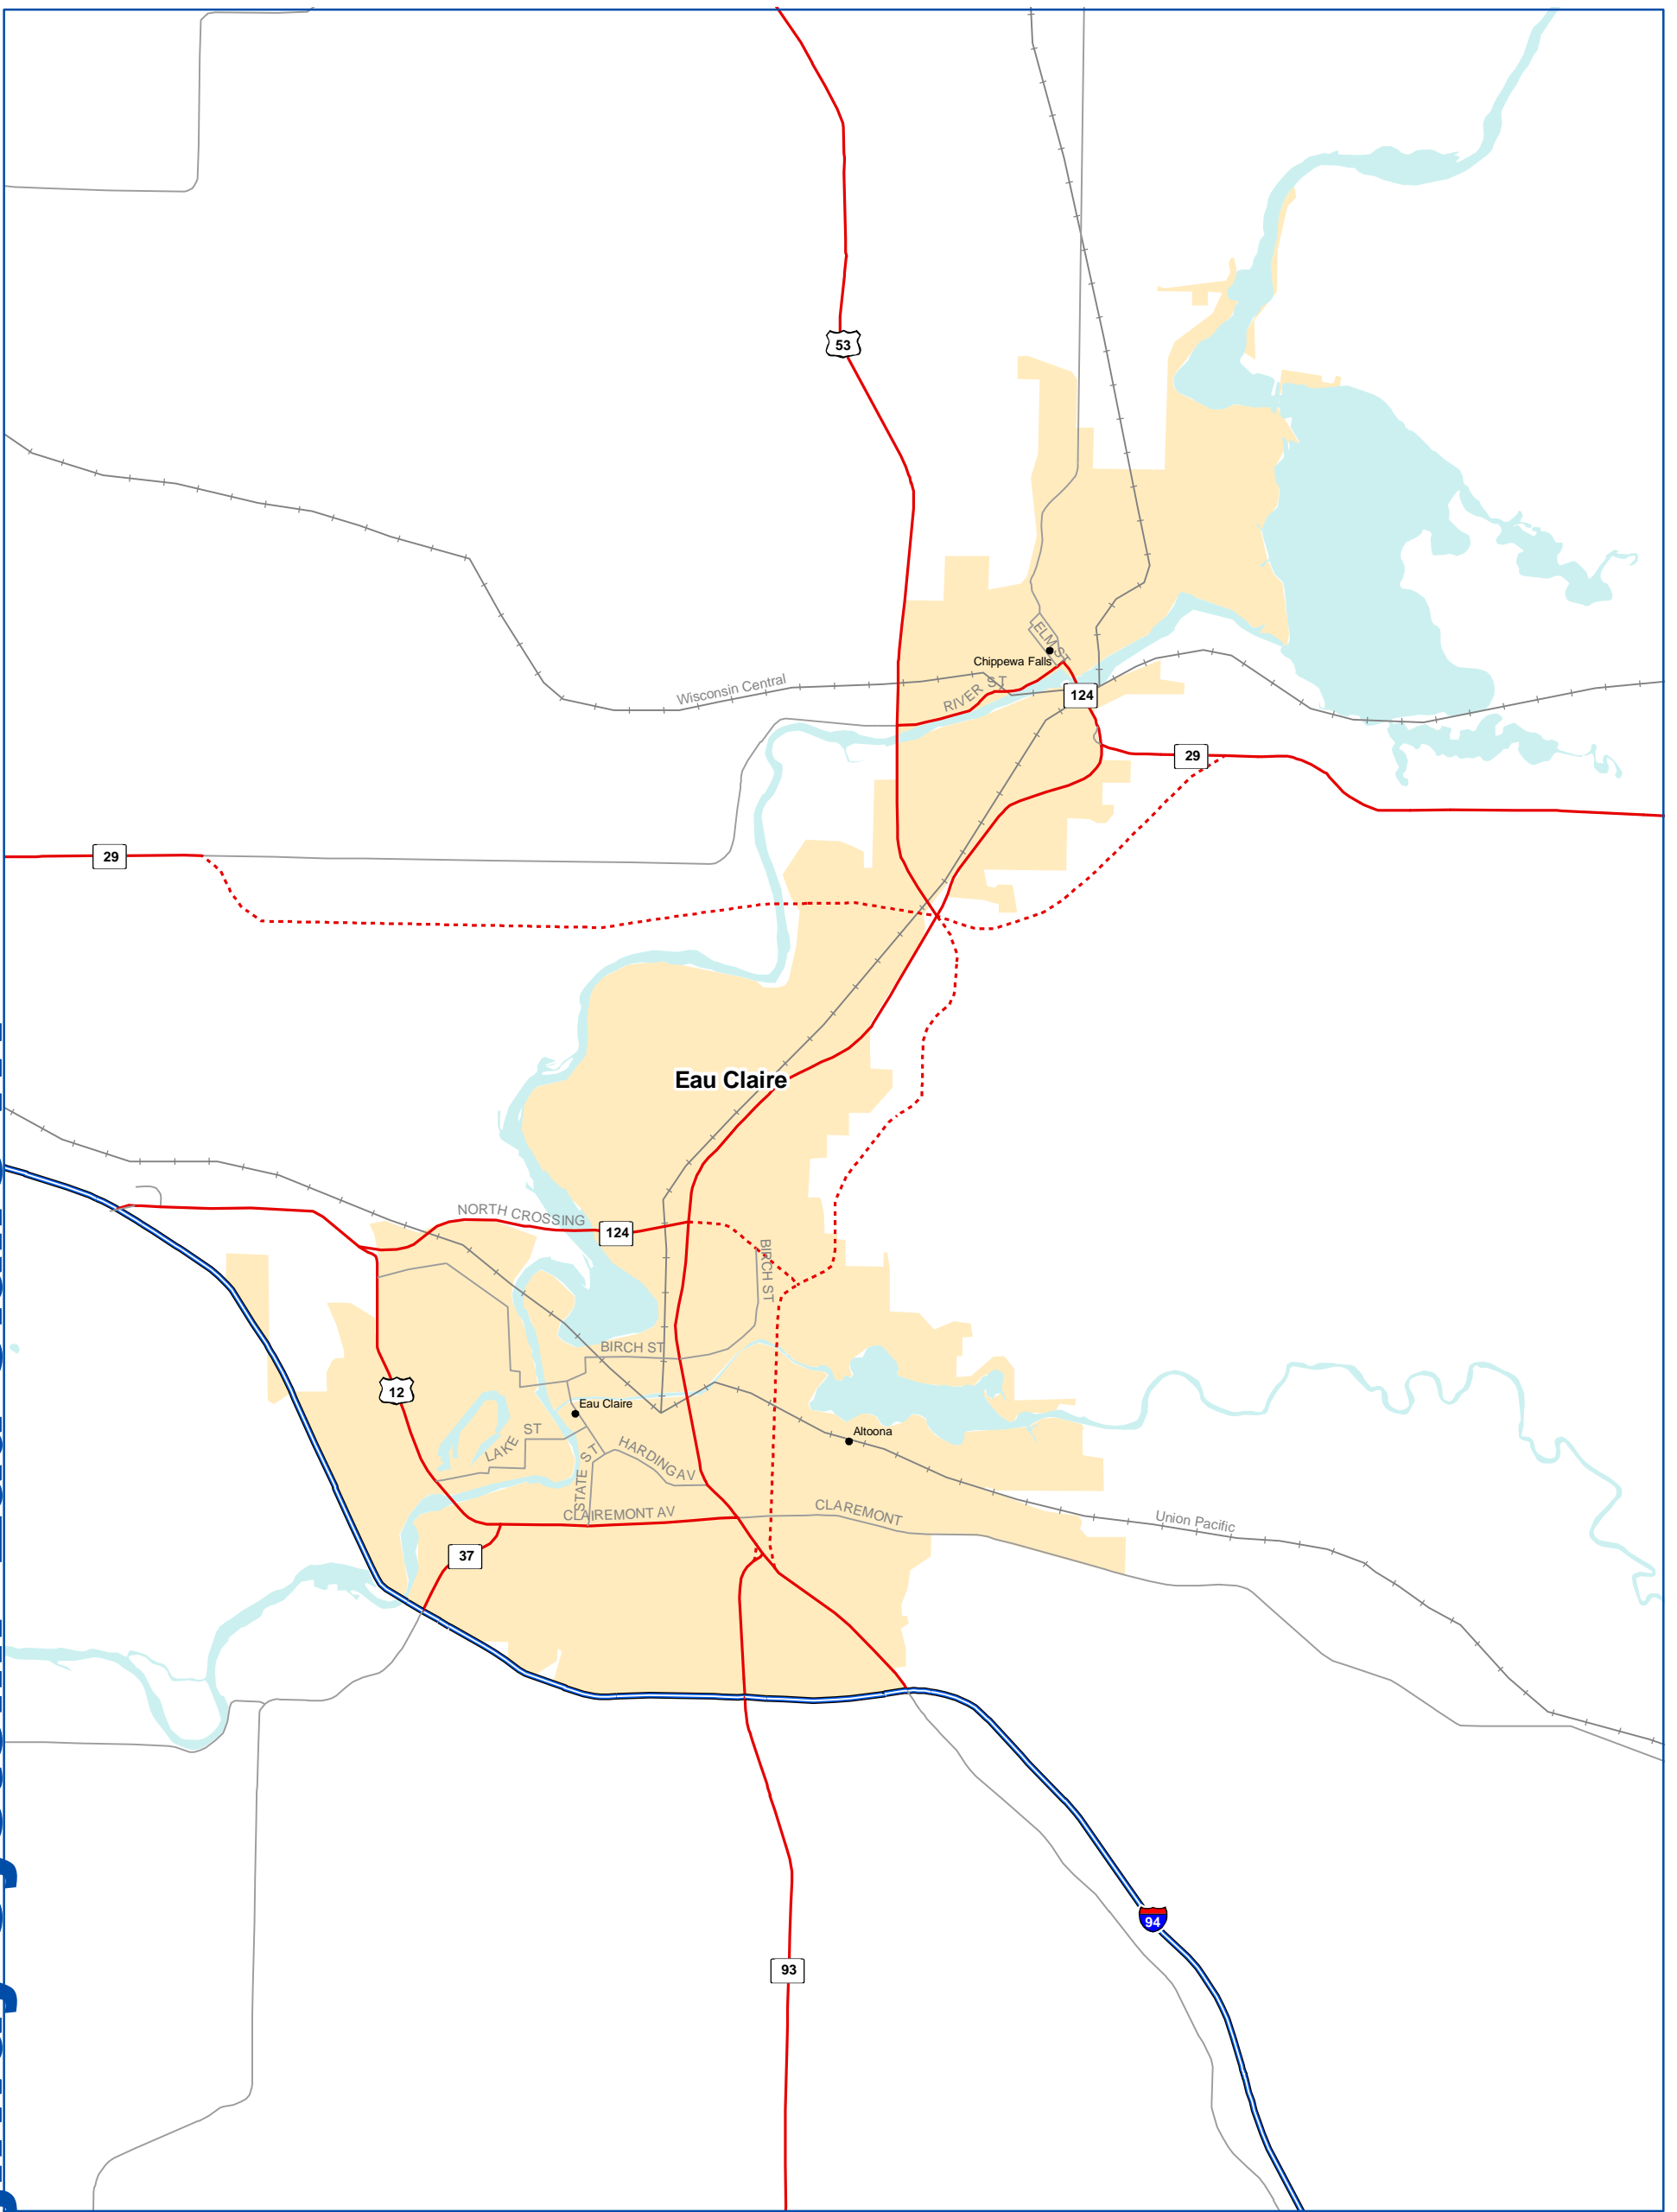 53
ELM ST
Chippewa Falls
Wisconsin Central
RIVER ST
124
29
29
Eau Claire
NORTH CROSSING
124
BIRCH ST
BIRCH ST
12
Eau Claire
Altoona
LAKE ST
STATE ST
HARDING AV
CLAIREMONT AV
CLAREMONT
Union Pacific
37
94
93